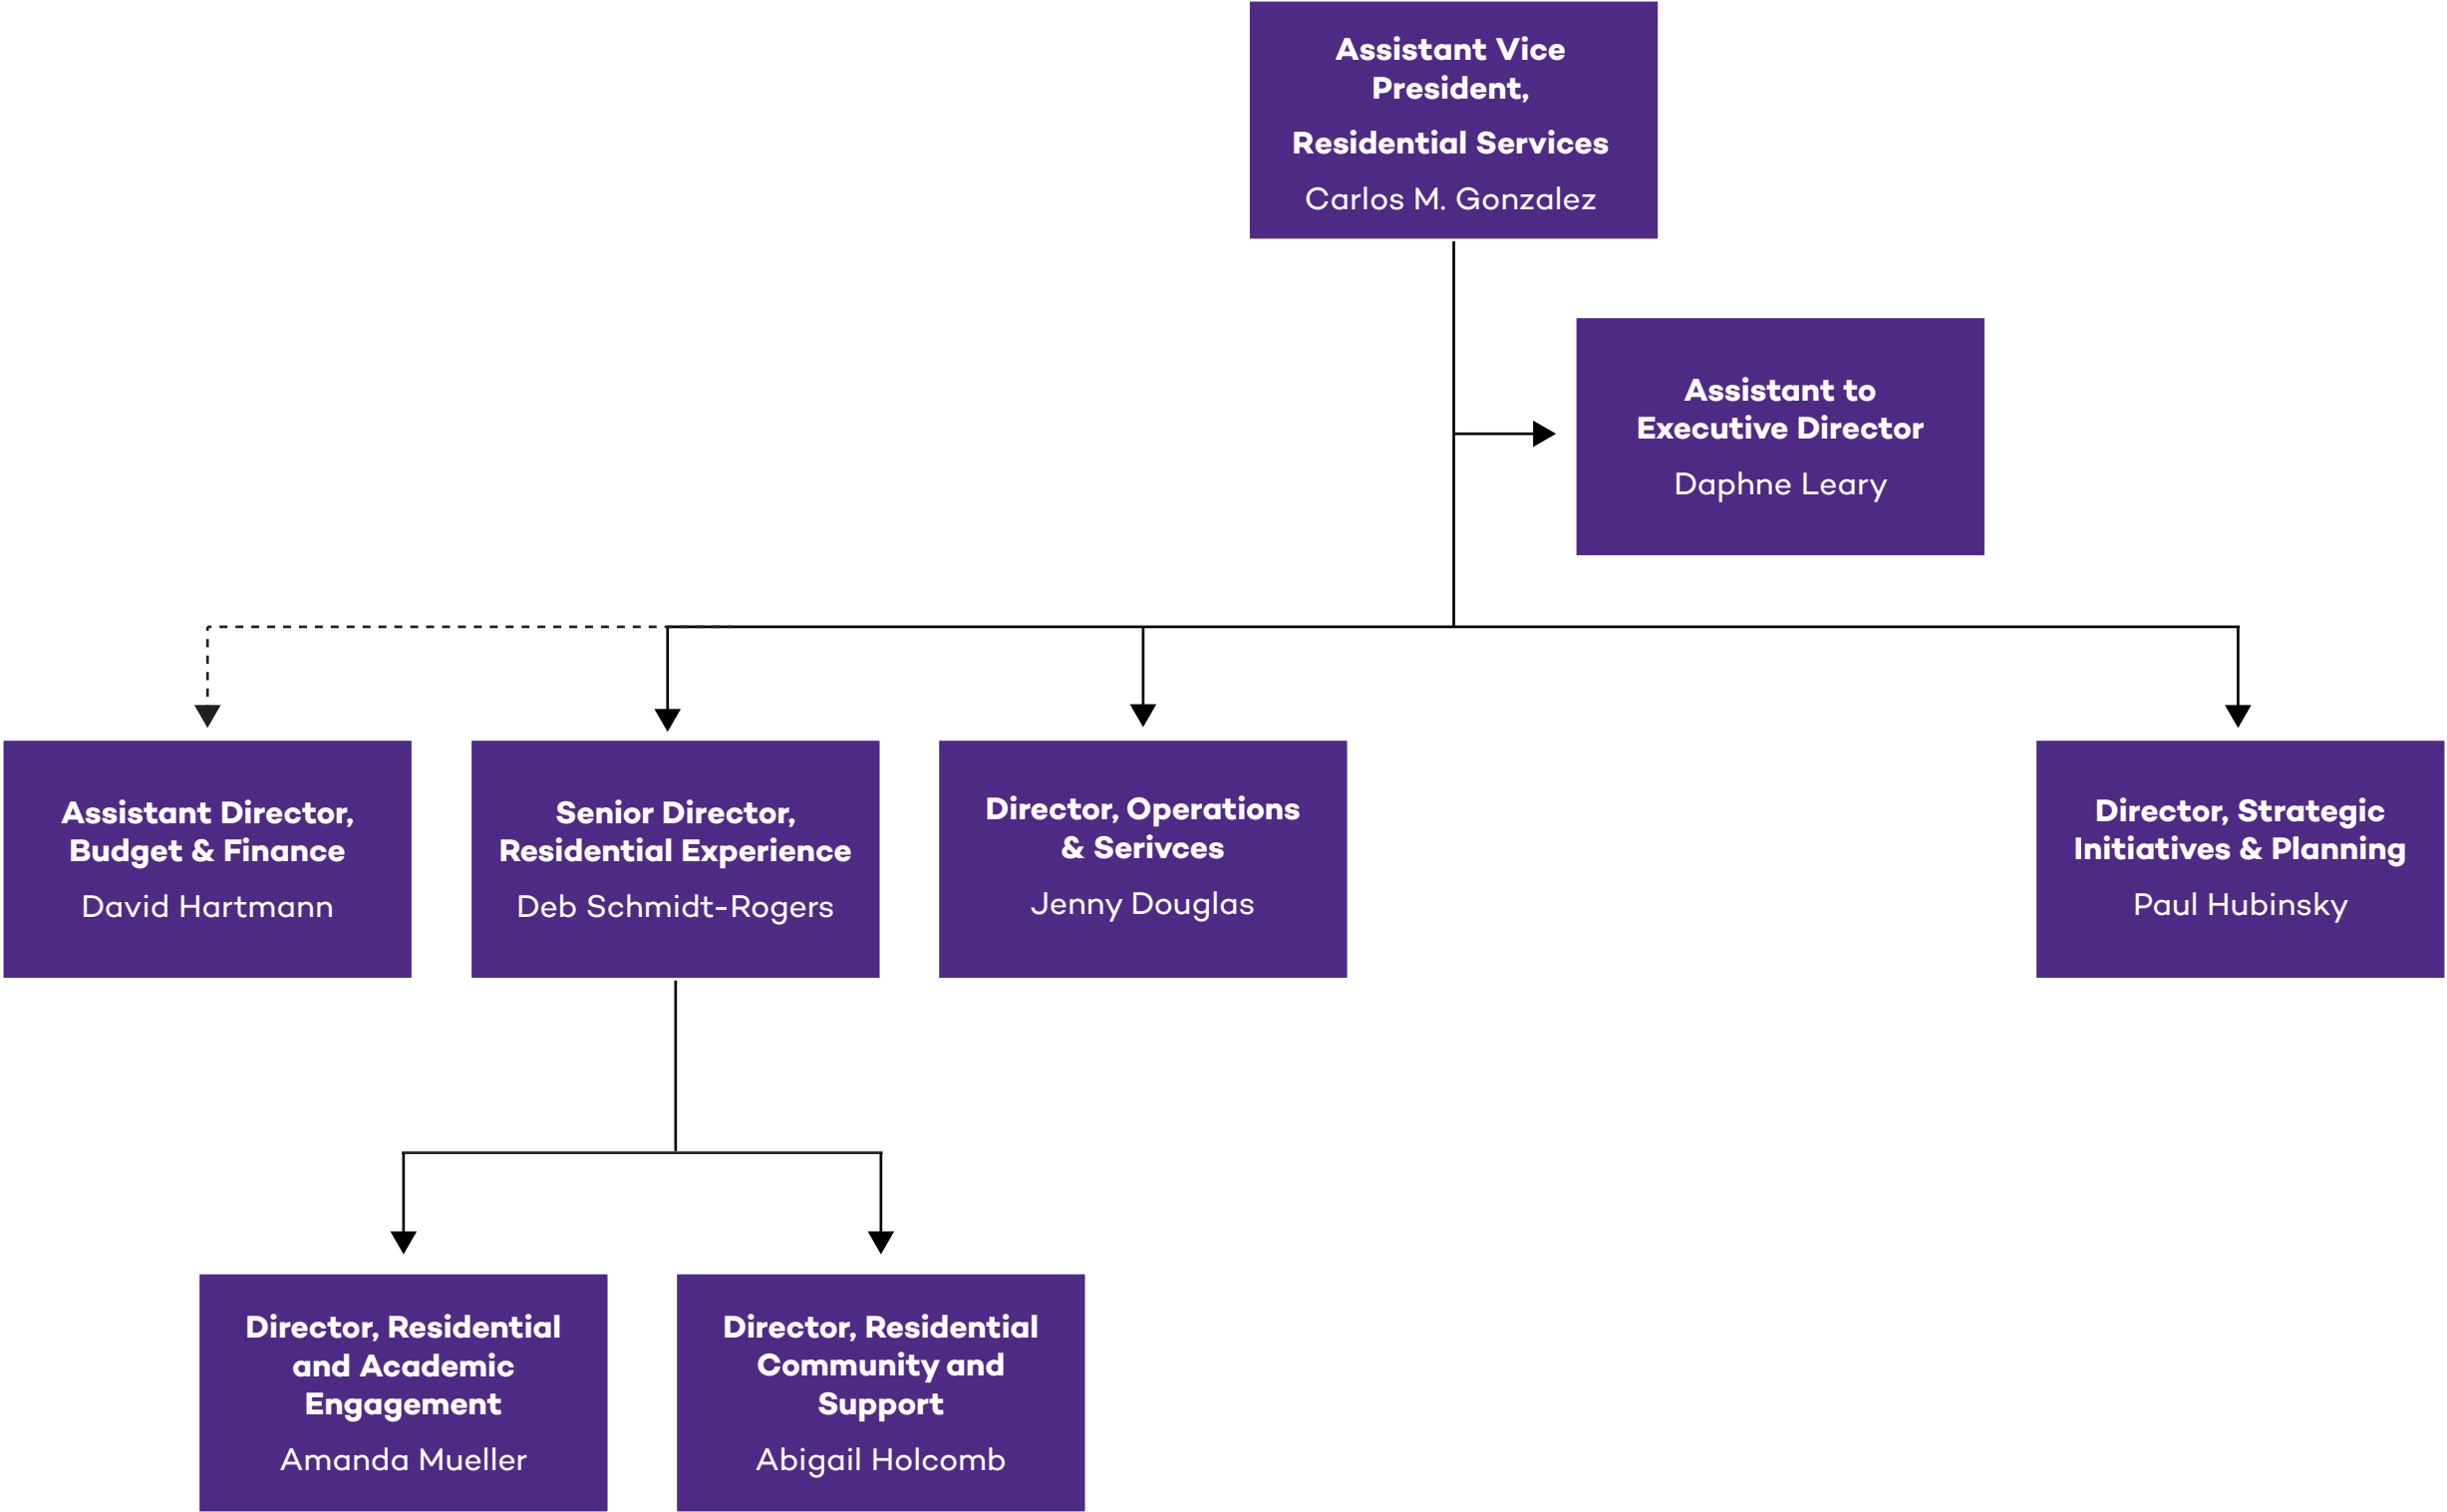 Assistant Vice
President,
Residential Services
Carlos M. Gonzalez
Assistant to
Executive Director
Daphne Leary
Assistant Director,
Budget & Finance
David Hartmann
Senior Director,
Residential Experience
Deb Schmidt-Rogers
Director, Operations
& Serivces
Jenny Douglas
Director, Strategic
Initiatives & Planning
Paul Hubinsky
Director, Residential
and Academic
Engagement
Amanda Mueller
Director, Residential
Community and
Support
Abigail Holcomb